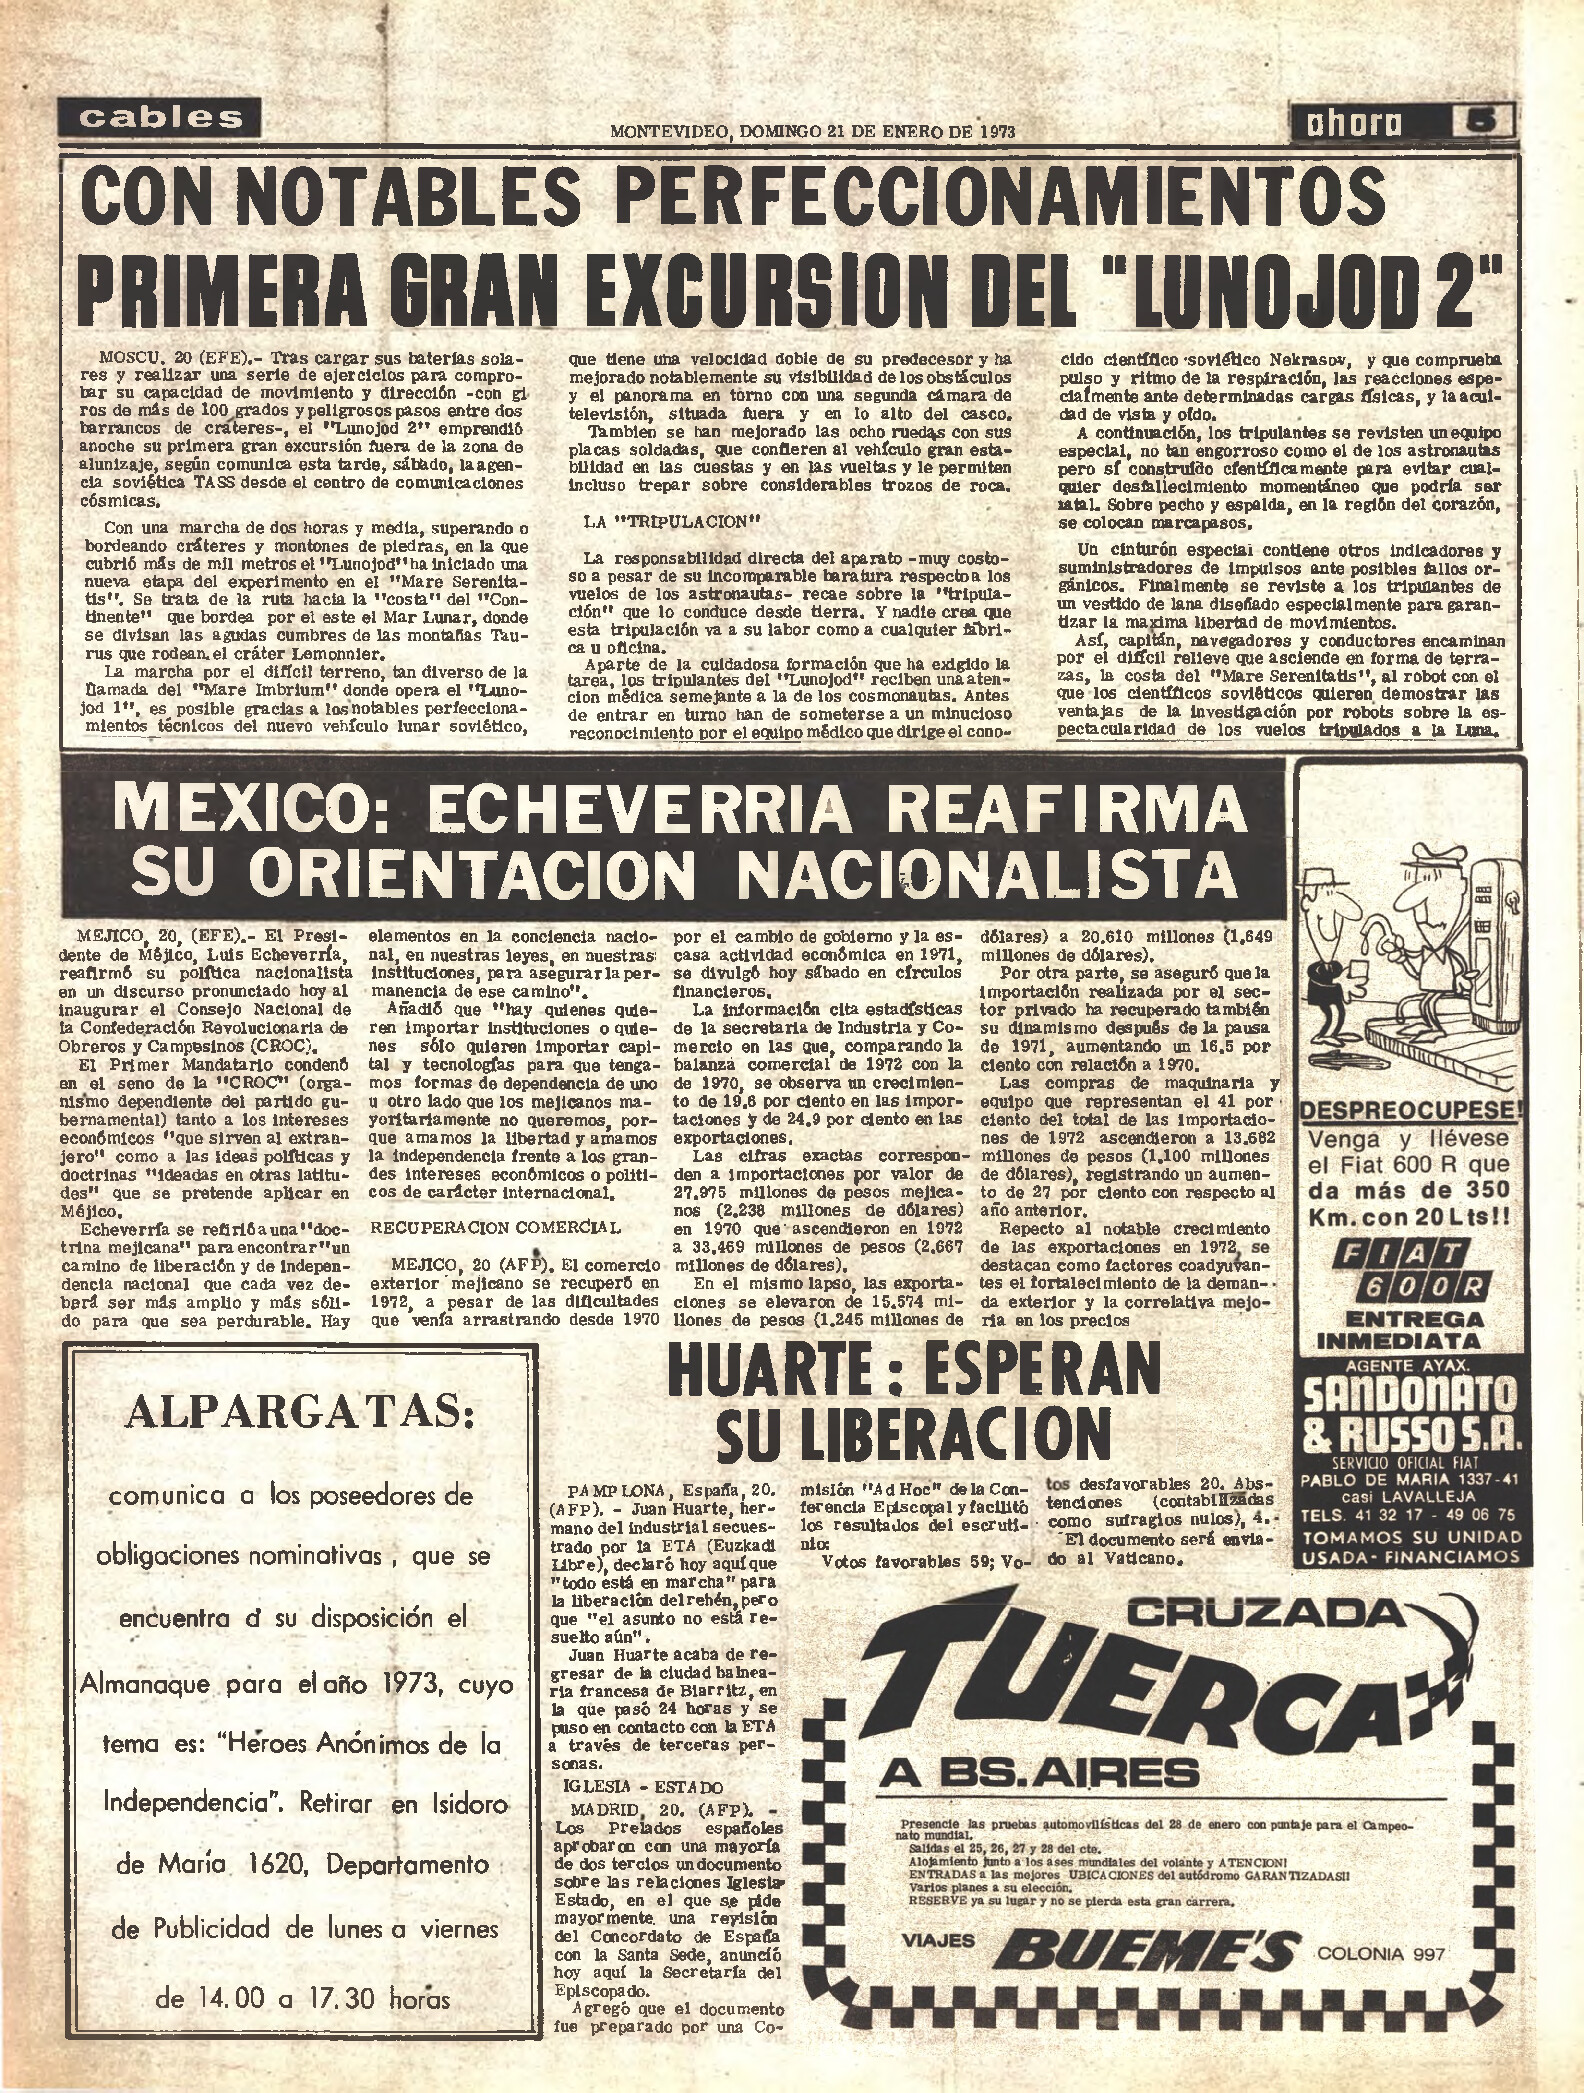 cables
MONTEVIDEO, DOMINGO 21 DE ENERO DE 1973
ahora 5
CON NOTABLES PERFECCIONAMIENTOS
PRIMERA GRAN EXCURSION DEL "LUNOJOD 2"
MOSCU, 20 (EFE).- Tras cargar sus baterías sola-
res y realizar una serie de ejercicios para compro-
bar su capacidad de movimiento y dirección -con gi
ros de más de 100 grados y peligrosos pasos entre dos
barrancos de cráteres-, el "Lunojod 2" emprendió
anoche su primera gran excursión fuera de la zona de
alunizaje, según comunica esta tarde, sábado, la agen-
cia soviética TASS desde el centro de comunicaciones
cósmicas.
Con una marcha de dos horas y media, superando o
bordeando cráteres y montones de piedras, en la que
cubrió más de mil metros el "Lunojod" ha iniciado una
nueva etapa del experimento en el "Mare Serenita-
tis". Se trata de la ruta hacia la "costa" del "Con-
tinente" que bordea por el este el Mar Lunar, donde
se divisan las agudas cumbres de las montañas Tau-
rus que rodean el cráter Lemonnier.
La marcha por el difícil terreno, tan diverso de la
llamada del "Mare Imbrium" donde opera el "Luno-
jod 1", es posible gracias a los notables perfecciona-
mientos técnicos del nuevo vehículo lunar soviético,
que tiene una velocidad doble de su predecesor y ha
mejorado notablemente su visibilidad de los obstáculos
y el panorama en torno con una segunda cámara de
televisión, situada fuera y en lo alto del casco.
Tambien se han mejorado las ocho ruedas con sus
placas soldadas, que confieren al vehículo gran esta-
bilidad en las cuestas y en las vueltas y le permiten
incluso trepar sobre considerables trozos de roca.
LA "TRIPULACION"
La responsabilidad directa del aparato -muy costo-
so a pesar de su incomparable baratura respecto a los
vuelos de los astronautas- recae sobre la "tripula-
ción" que lo conduce desde tierra. Y nadie crea que
esta tripulación va a su labor como a cualquier fábri-
ca u oficina.
Aparte de la cuidadosa formación que ha exigido la
tarea, los tripulantes del "Lunojod" reciben una aten-
cion médica semejante a la de los cosmonautas. Antes
de entrar en turno han de someterse a un minucioso
reconocimiento por el equipo médico que dirige el cono-
cido científico soviético Nekrasov, y que comprueba
pulso y ritmo de la respiración, las reacciones espe-
cialmente ante determinadas cargas físicas, y la acui-
dad de vista y oído.
A continuación, los tripulantes se revisten un equipo
especial, no tan engorroso como el de los astronautas
pero sí construído científicamente para evitar cual-
quier desfallecimiento momentáneo que podría ser
fatal. Sobre pecho y espalda, en la región del corazón,
se colocan marcapasos.
Un cinturón especial contiene otros indicadores y
suministradores de impulsos ante posibles fallos or-
gánicos. Finalmente se reviste a los tripulantes de
un vestido de lana diseñado especialmente para garan-
tizar la maxima libertad de movimientos.
Así, capitán, navegadores y conductores encaminan
por el difícil relieve que asciende en forma de terra-
zas, la costa del "Mare Serenitatis", al robot con el
que los científicos soviéticos quieren demostrar las
ventajas de la investigación por robots sobre la es-
pectacularidad de los vuelos tripulados a la Luna.
MEXICO: ECHEVERRIA REAFIRMA
SU ORIENTACION NACIONALISTA
MEJICO, 20, (EFE).- El Presi-
dente de Méjico, Luis Echeverría,
reafirmó su política nacionalista
en un discurso pronunciado hoy al
inaugurar el Consejo Nacional de
la Confederación Revolucionaria de
Obreros y Campesinos (CROC).
El Primer Mandatario condenó
en el seno de la "CROC" (orga-
nismo dependiente del partido gu-
bernamental) tanto a los intereses
económicos "que sirven al extran-
jero" como a las ideas políticas y
doctrinas "ideadas en otras latitu-
des" que se pretende aplicar en
Méjico.
Echeverría se refirió a una "doc-
trina mejicana" para encontrar "un
camino de liberación y de indepen-
dencia nacional que cada vez de-
berá ser más amplio y más sóli-
do para que sea perdurable. Hay
elementos en la conciencia nacio-
nal, en nuestras leyes, en nuestras
instituciones, para asegurar la per-
manencia de ese camino".
Añadió que "hay quienes quie-
ren importar instituciones o quie-
nes sólo quieren importar capi-
tal y tecnologías para que tenga-
mos formas de dependencia de uno
u otro lado que los mejicanos ma-
yoritariamente no queremos, por-
que amamos la libertad y amamos
la independencia frente a los gran-
des intereses económicos o políti-
cos de carácter internacional.
RECUPERACION COMERCIAL
MEJICO, 20 (AFP). El comercio
exterior mejicano se recuperó en
1972, a pesar de las dificultades
que venía arrastrando desde 1970
por el cambio de gobierno y la es-
casa actividad económica en 1971,
se divulgó hoy sábado en círculos
financieros.
La información cita estadísticas
de la secretaria de Industria y Co-
mercio en las que, comparando la
balanza comercial de 1972 con la
de 1970, se observa un crecimien-
to de 19,6 por ciento en las impor-
taciones y de 24.9 por ciento en las
exportaciones.
Las cifras exactas correspon-
den a importaciones por valor de
27.975 millones de pesos mejica-
nos (2.238 millones de dólares)
en 1970 que ascendieron en 1972
a 33.469 millones de pesos (2.667
millones de dólares).
En el mismo lapso, las exporta-
ciones se elevaron de 15.574 mi-
llones de pesos (1.245 millones de
dólares) a 20.610 millones (1.649
millones de dólares).
Por otra parte, se aseguró que la
importación realizada por el sec-
tor privado ha recuperado también
su dinamismo después de la pausa
de 1971, aumentando un 16.5 por
ciento con relación a 1970.
Las compras de maquinaria y
equipo que representan el 41 por
ciento del total de las importacio-
nes de 1972 ascendieron a 13.682
millones de pesos (1.100 millones
de dólares), registrando un aumen-
to de 27 por ciento con respecto al
año anterior.
Repecto al notable crecimiento
de las exportaciones en 1972, se
destacan como factores coadyuvan-
tes el fortalecimiento de la deman-
da exterior y la correlativa mejo-
ría en los precios
DESPREOCUPESE!
Venga y llévese
el Fiat 600 R que
da más de 350
Km. con 20 Lts!!
FIAT
600R
ENTREGA
INMEDIATA
AGENTE AYAX.
SANDONATO
& RUSSO S.A.
SERVICIO OFICIAL FIAT
PABLO DE MARIA 1337-41
casi LAVALLEJA
TELS. 41 32 17 - 49 06 75
TOMAMOS SU UNIDAD
USADA- FINANCIAMOS
ALPARGATAS:
comunica a los poseedores de
obligaciones nominativas, que se
encuentra d su disposición el
Almanaque para el año 1973, cuyo
tema es: "Héroes Anónimos de la
Independencia". Retirar en Isidoro
de María 1620, Departamento
de Publicidad de lunes a viernes
de 14.00 a 17.30 horas
HUARTE: ESPERAN
SU LIBERACION
PAMPLONA, España, 20.
(AFP). - Juan Huarte, her-
mano del industrial secues-
trado por la ETA (Euzkadi
Libre), declaró hoy aquí que
"todo está en marcha" para
la liberación del rehén, pero
que "el asunto no está re-
suelto aún".
Juan Huarte acaba de re-
gresar de la ciudad balnea-
ria francesa de Biarritz, en
la que pasó 24 horas y se
puso en contacto con la ETA
a través de terceras per-
sonas.
IGLESIA - ESTADO
MADRID, 20. (AFP). -
Los Prelados españoles
aprobaron con una mayoría
de dos tercios un documento
sobre las relaciones Iglesia-
Estado, en el que se pide
mayormente una revisión
del Concordato de España
con la Santa Sede, anunció
hoy aquí la Secretaría del
Episcopado.
Agregó que el documento
fue preparado por una Co-
misión "Ad Hoc" de la Con-
ferencia Episcopal y facilitó
los resultados del escruti-
nio:
Votos favorables 59; Vo-
tos desfavorables 20. Abs-
tenciones (contabilizadas
como sufragios nulos), 4.-
El documento será envia-
do al Vaticano.
CRUZADA
TUERCA
A BS.AIRES
Presencie las pruebas automovilísticas del 28 de enero con puntaje para el Campeo-
nato mundial.
Salidas el 25, 26, 27 y 28 del cte.
Alojamiento junto a los ases mundiales del volante y ATENCION!
ENTRADAS a las mejores UBICACIONES del autódromo GARANTIZADAS!!
Varios planes a su elección.
RESERVE ya su lugar y no se pierda esta gran carrera.
VIAJES BUEME'S COLONIA 997